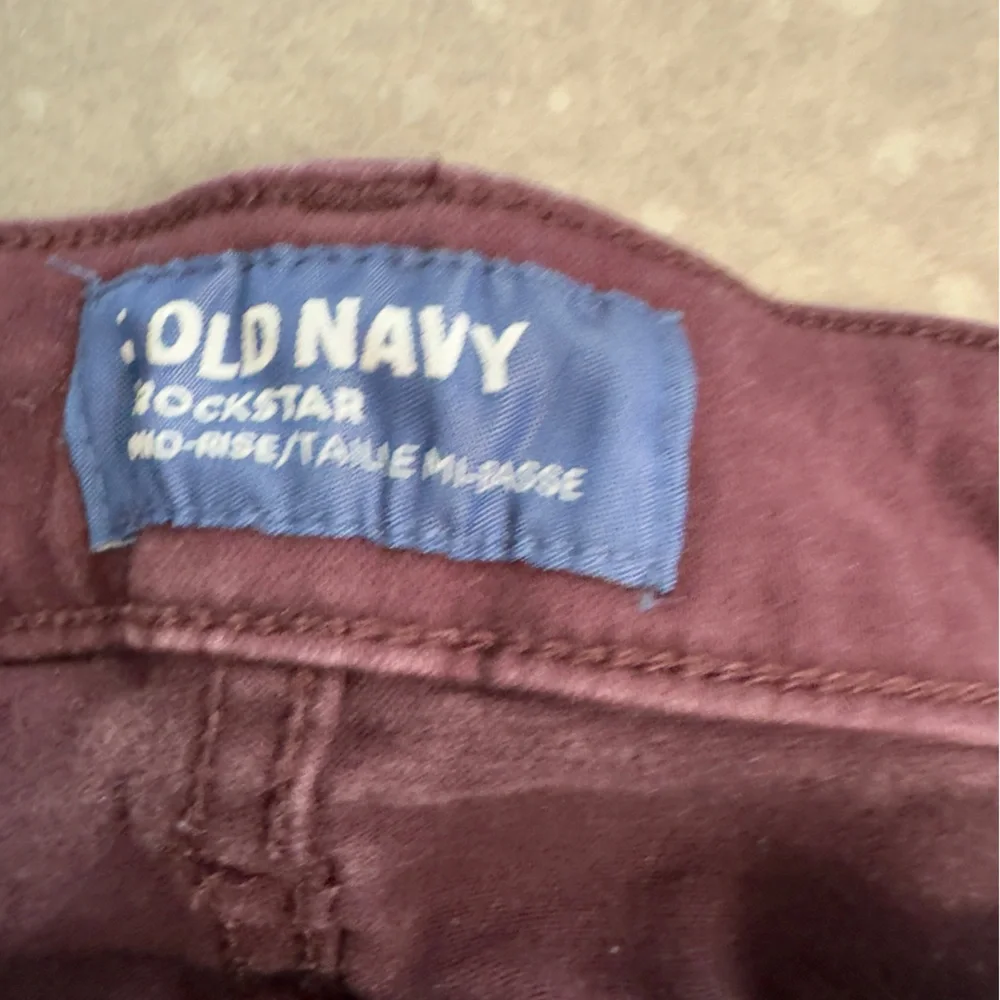 OLD NAVY
ROCKSTAR
MID-RISE/TAILLE MI-BASSE